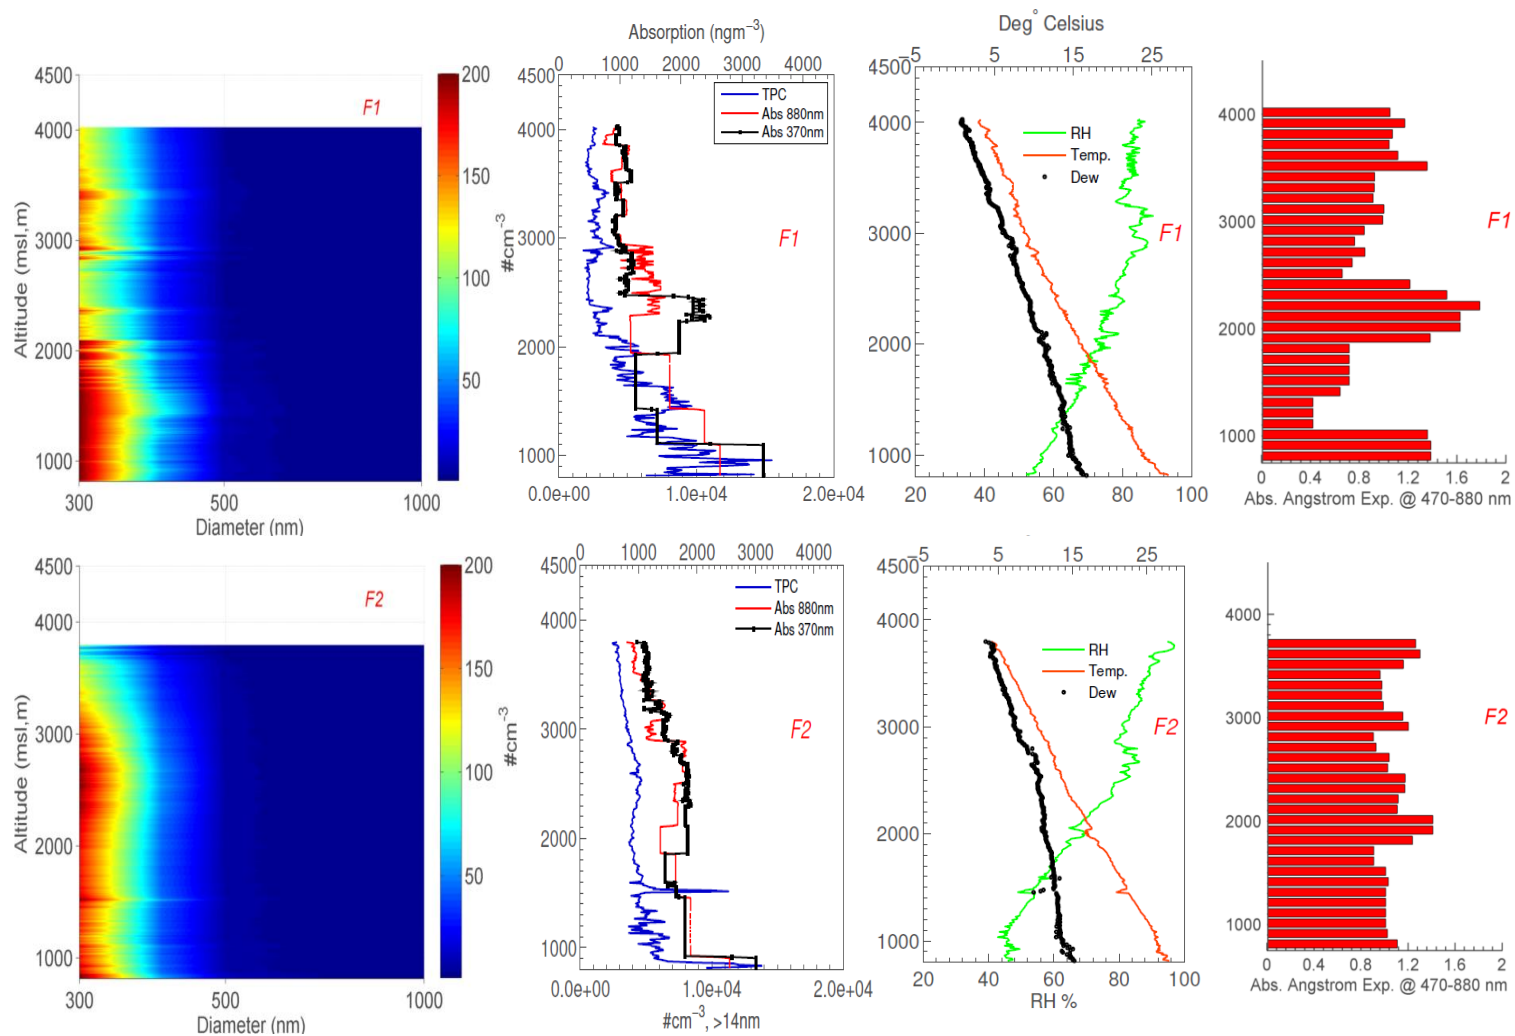 Absorption (ngm⁻³)
0 1000 2000 3000 4000
Deg° Celsius
−5 5 15 25
4500
4000
3000
2000
1000
Altitude (msl,m)
F1
300 500 1000
Diameter (nm)
200
150
100
50
#cm⁻³
4500
4000
3000
2000
1000
TPC
Abs 880nm
Abs 370nm
F1
0.0e+00 1.0e+04 2.0e+04
4500
4000
3000
2000
1000
RH
Temp.
Dew
F1
20 40 60 80 100
4000
3000
2000
1000
F1
0 0.4 0.8 1.2 1.6 2
Abs. Angstrom Exp. @ 470-880 nm
4500
4000
3000
2000
1000
Altitude (msl,m)
F2
300 500 1000
Diameter (nm)
200
150
100
50
#cm⁻³
0 1000 2000 3000 4000
4500
4000
3000
2000
1000
TPC
Abs 880nm
Abs 370nm
F2
0.0e+00 1.0e+04 2.0e+04
#cm⁻³, >14nm
−5 5 15 25
4500
4000
3000
2000
1000
RH
Temp.
Dew
F2
20 40 60 80 100
RH %
4000
3000
2000
1000
F2
0 0.4 0.8 1.2 1.6 2
Abs. Angstrom Exp. @ 470-880 nm